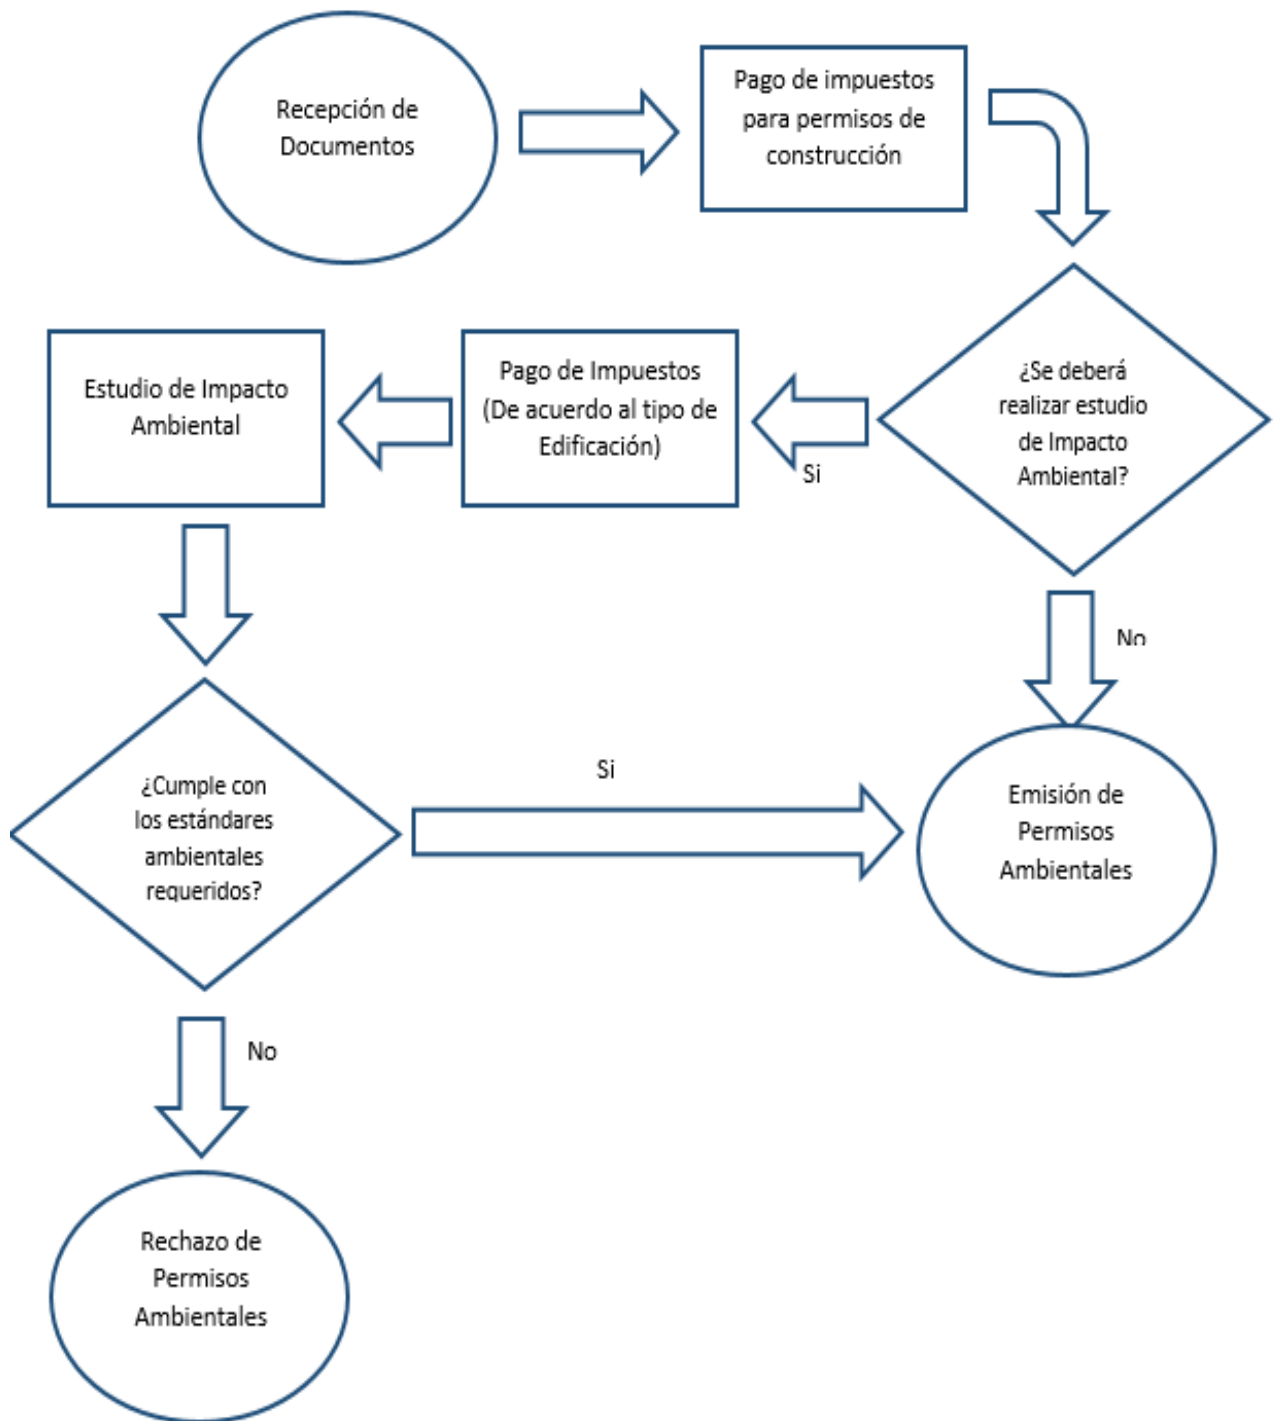 Recepción de
Documentos
Pago de impuestos
para permisos de
construcción
¿Se deberá
realizar estudio
de Impacto
Ambiental?
Si
Pago de Impuestos
(De acuerdo al tipo de
Edificación)
Estudio de Impacto
Ambiental
No
¿Cumple con
los estándares
ambientales
requeridos?
Si
Emisión de
Permisos
Ambientales
No
Rechazo de
Permisos
Ambientales